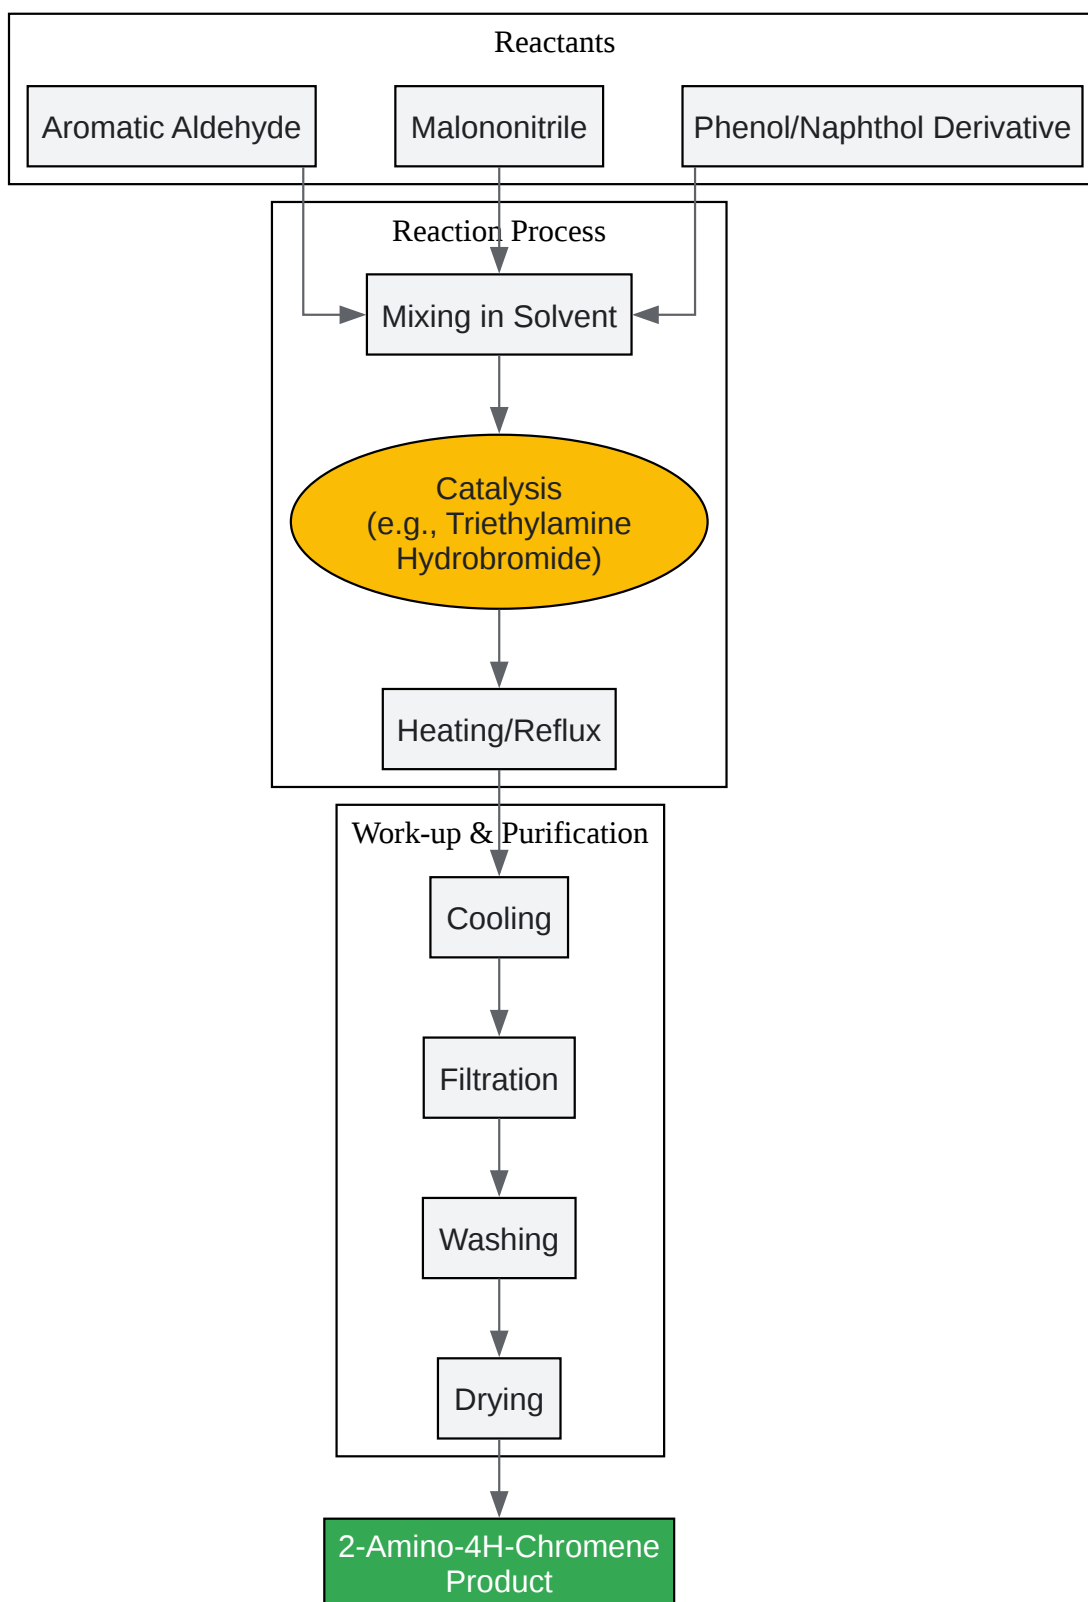 Reactants
Aromatic Aldehyde
Malononitrile
Phenol/Naphthol Derivative
Reaction Process
Mixing in Solvent
Catalysis
(e.g., Triethylamine
Hydrobromide)
Heating/Reflux
Work-up & Purification
Cooling
Filtration
Washing
Drying
2-Amino-4H-Chromene
Product